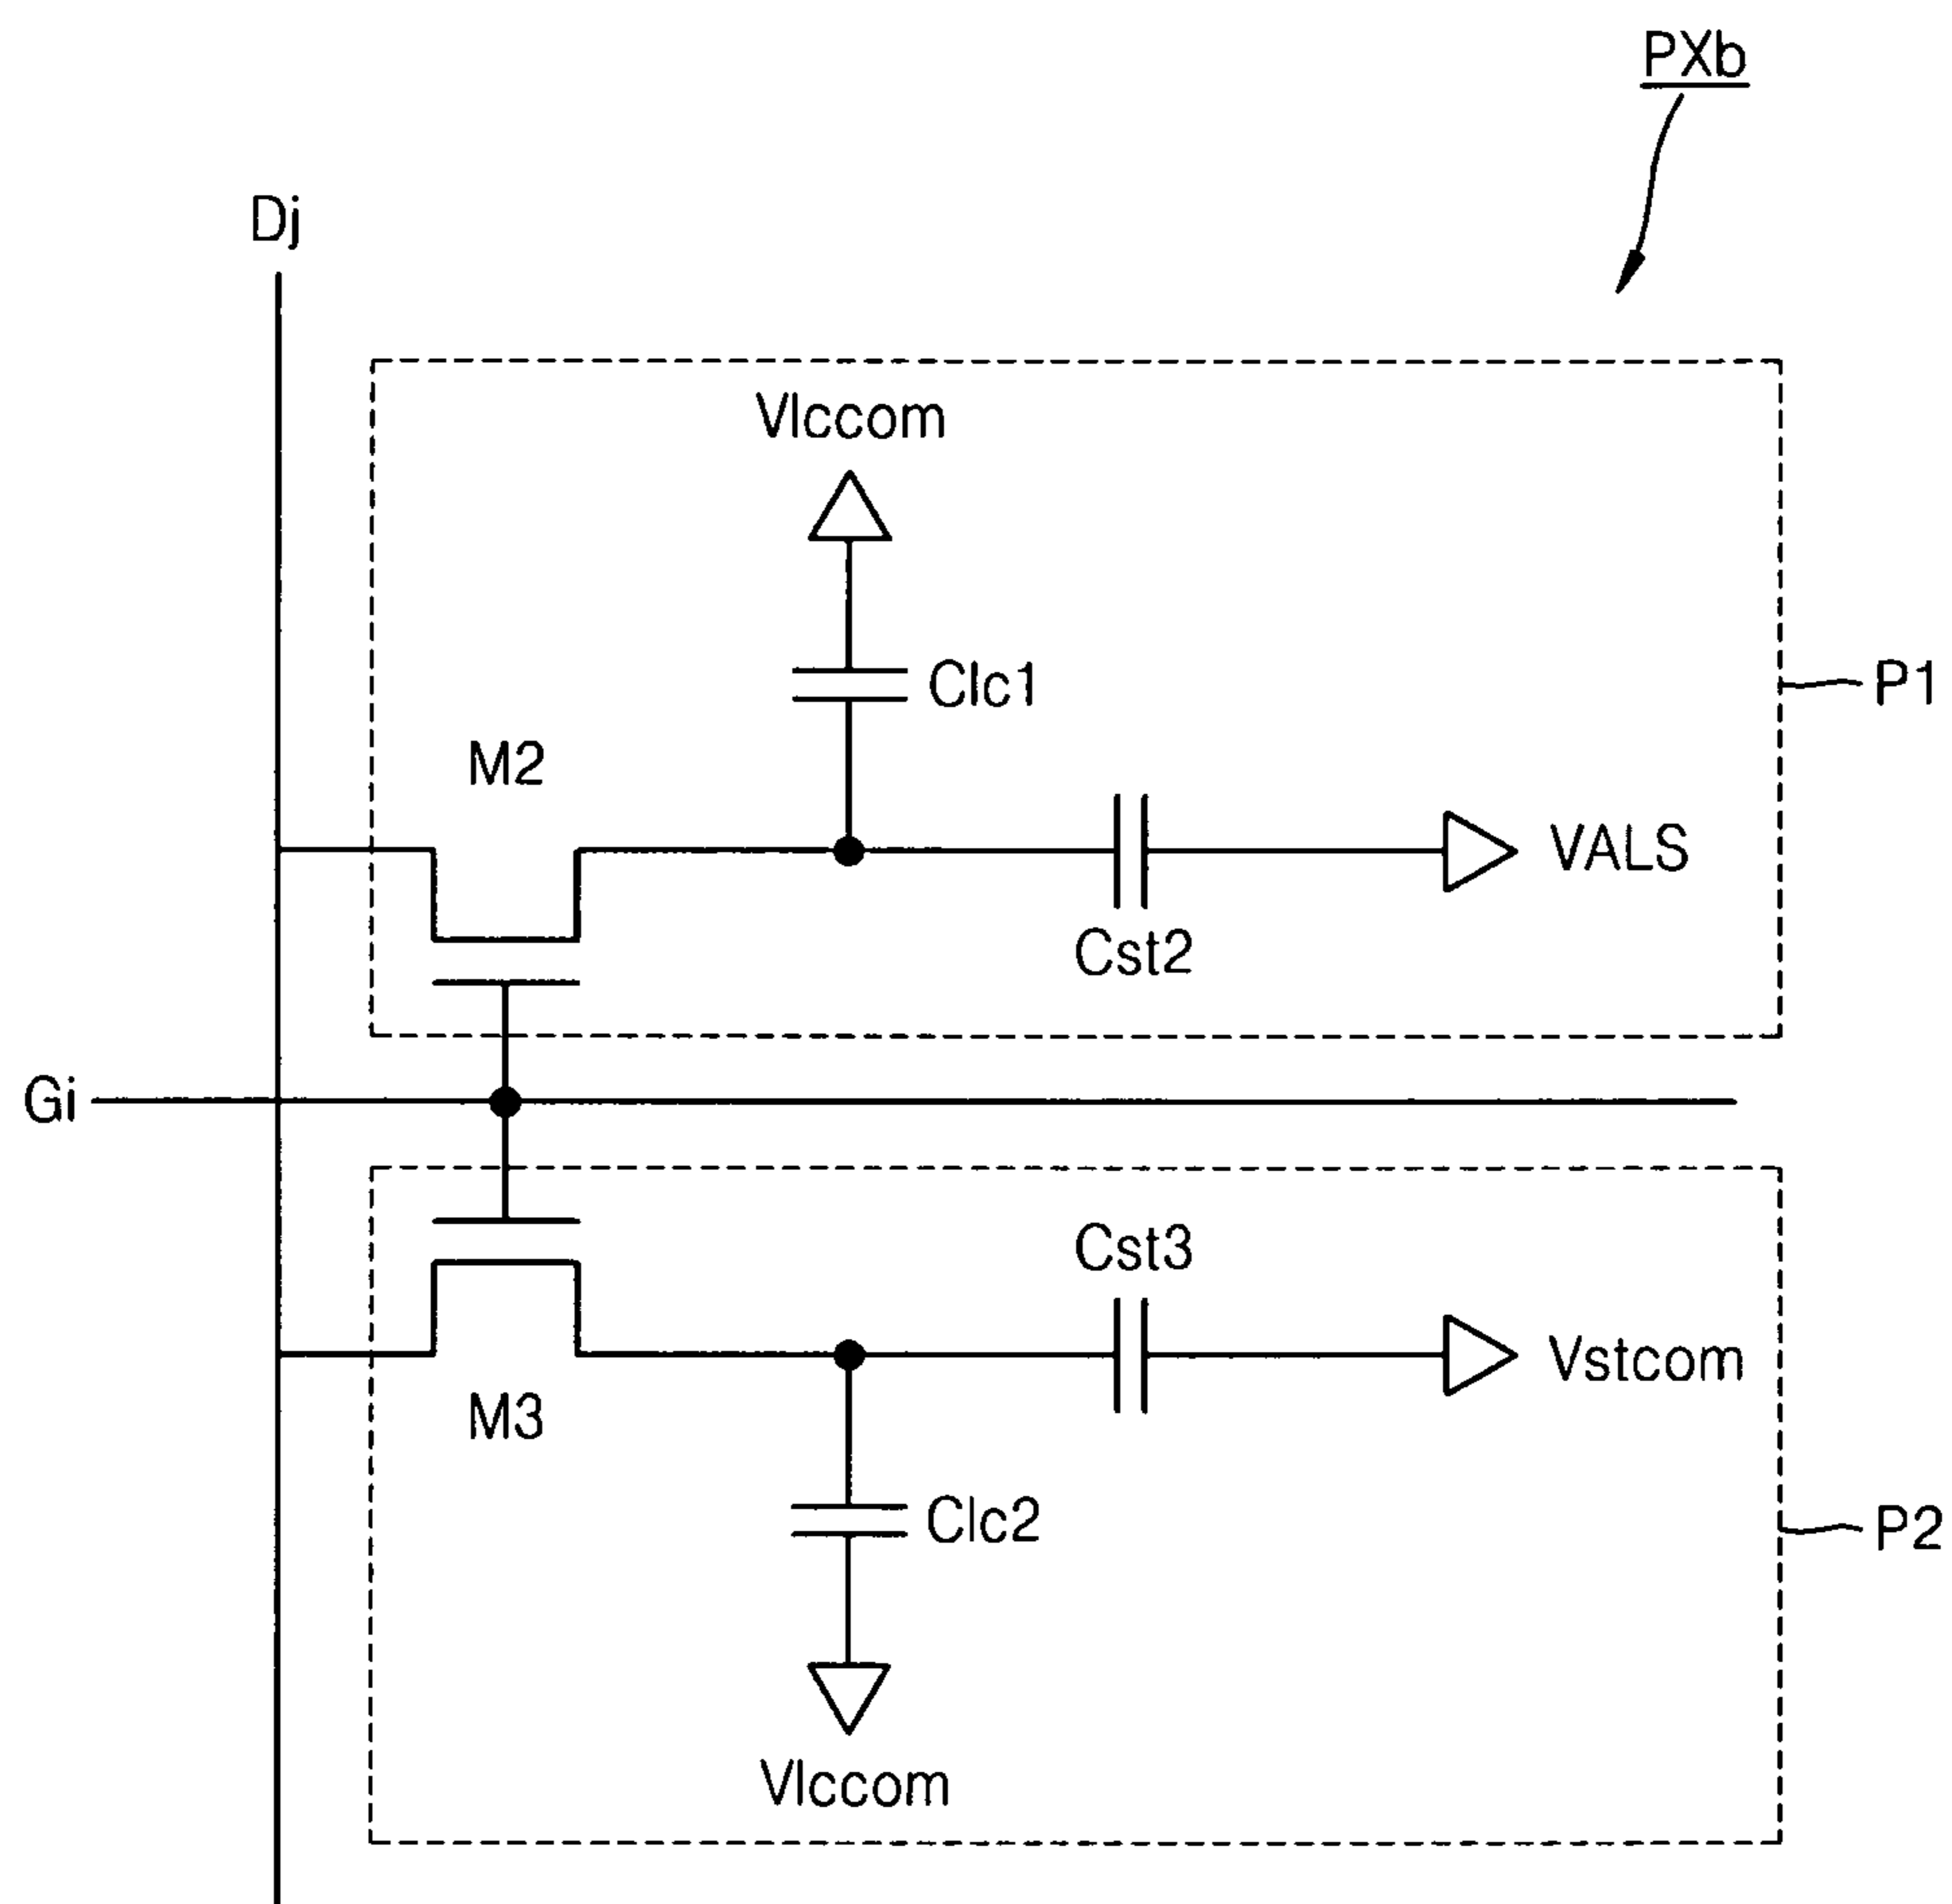 PXb
Dj
Vlccom
Clc1
P1
M2
VALS
Cst2
Gi
Cst3
Vstcom
M3
Clc2
P2
Vlccom